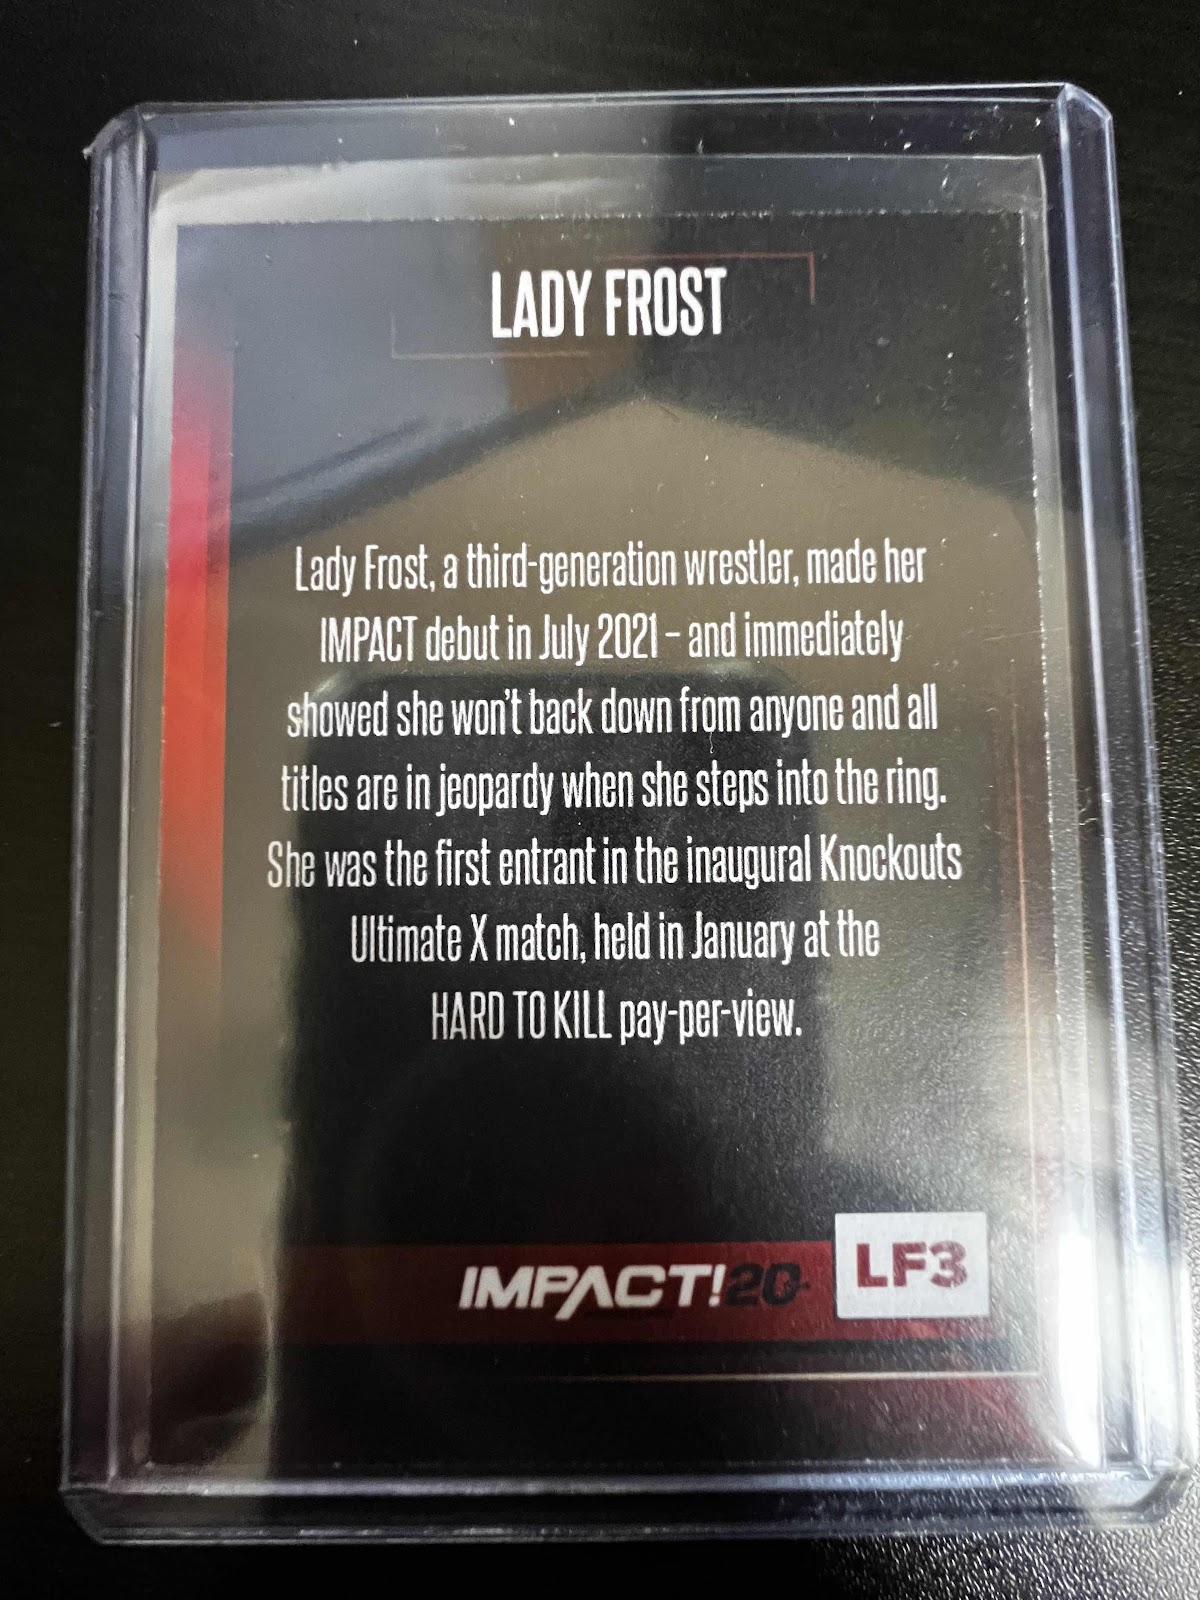 LADY FROST
Lady Frost, a third-generation wrestler, made her
IMPACT debut in July 2021 – and immediately
showed she won't back down from anyone and all
titles are in jeopardy when she steps into the ring.
She was the first entrant in the inaugural Knockouts
Ultimate X match, held in January at the
HARD TO KILL pay-per-view.
IMPACT!20
LF3